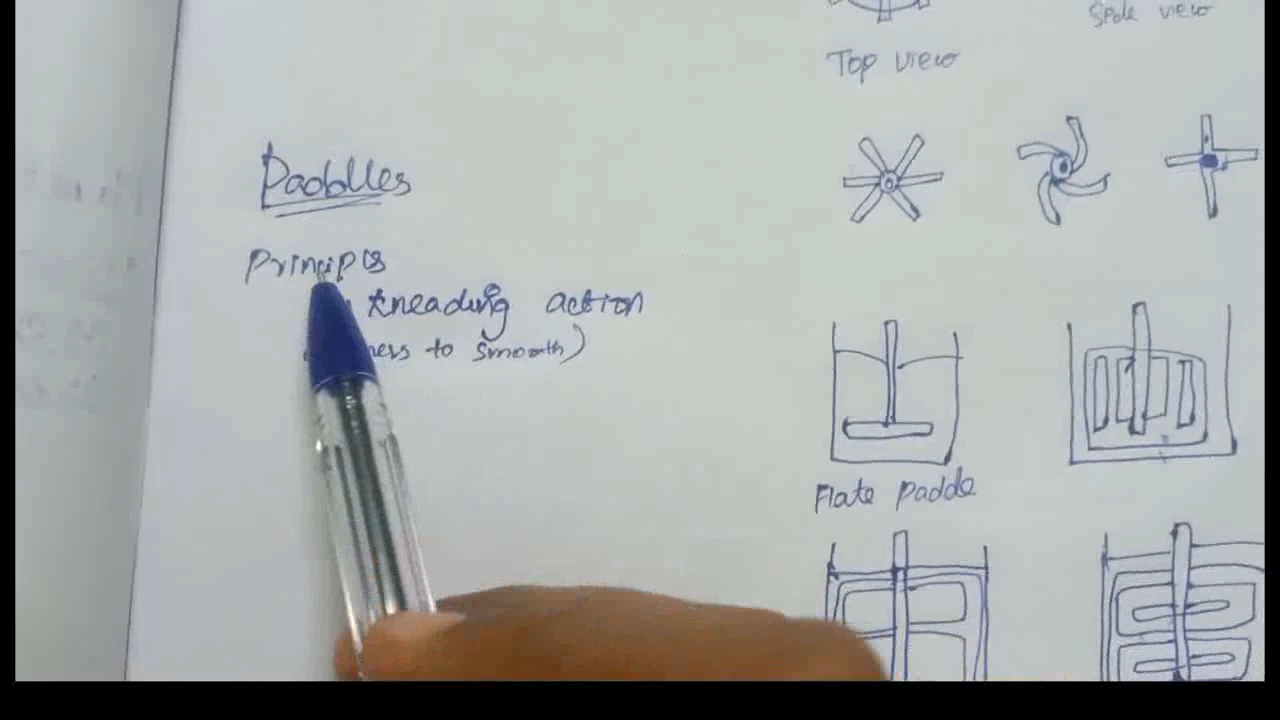 Side view
Top view
Paddles
Principle
kneading action
ness to smooth)
Flate paddle